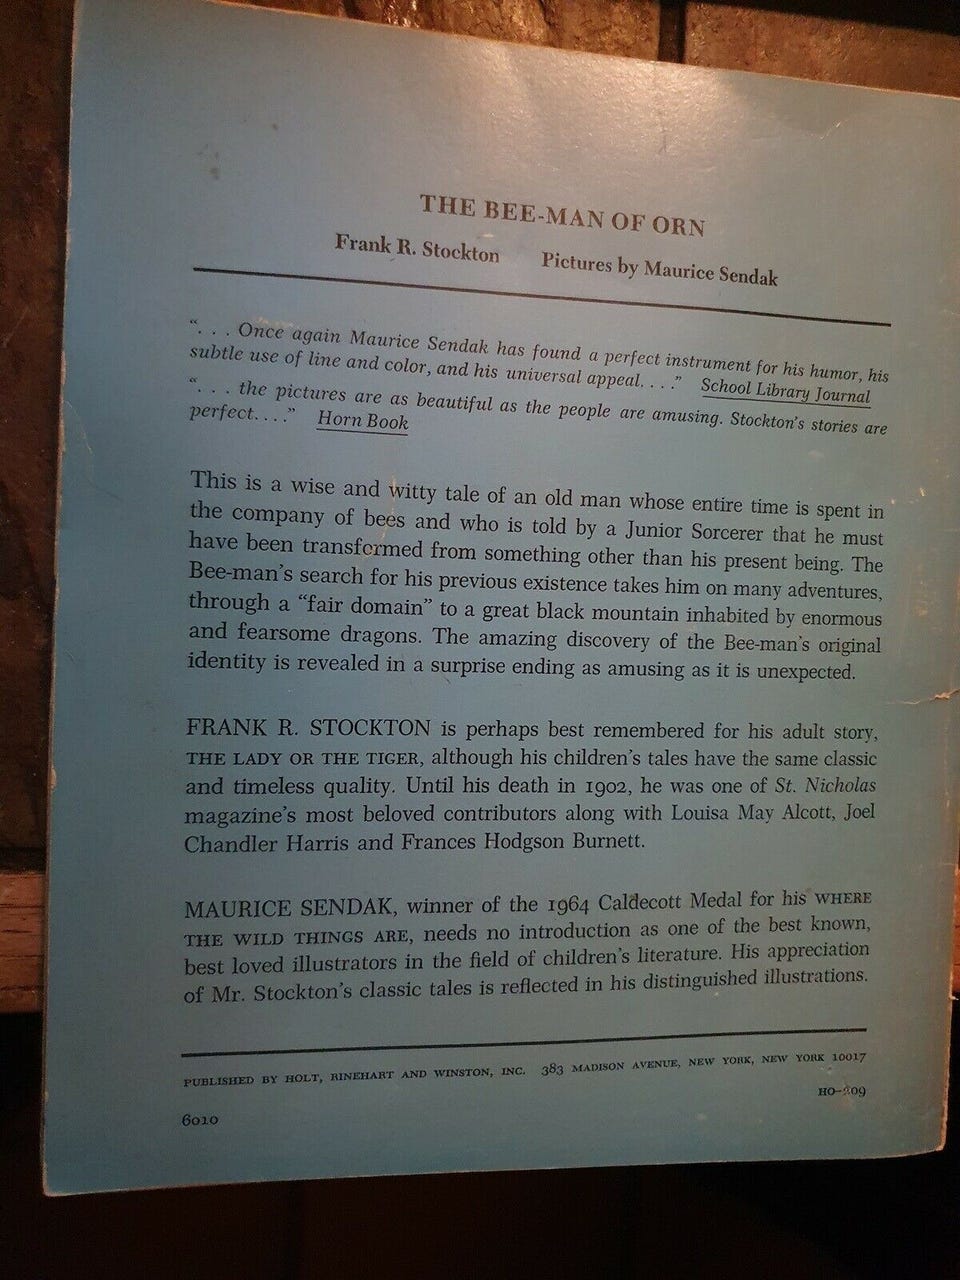 THE BEE-MAN OF ORN
Frank R. Stockton Pictures by Maurice Sendak
“. . . Once again Maurice Sendak has found a perfect instrument for his humor, his
subtle use of line and color, and his universal appeal. . . .” School Library Journal
“. . . the pictures are as beautiful as the people are amusing. Stockton’s stories are
perfect. . . .” Horn Book
This is a wise and witty tale of an old man whose entire time is spent in
the company of bees and who is told by a Junior Sorcerer that he must
have been transformed from something other than his present being. The
Bee-man’s search for his previous existence takes him on many adventures,
through a “fair domain” to a great black mountain inhabited by enormous
and fearsome dragons. The amazing discovery of the Bee-man’s original
identity is revealed in a surprise ending as amusing as it is unexpected.
FRANK R. STOCKTON is perhaps best remembered for his adult story,
THE LADY OR THE TIGER, although his children’s tales have the same classic
and timeless quality. Until his death in 1902, he was one of St. Nicholas
magazine’s most beloved contributors along with Louisa May Alcott, Joel
Chandler Harris and Frances Hodgson Burnett.
MAURICE SENDAK, winner of the 1964 Caldecott Medal for his WHERE
THE WILD THINGS ARE, needs no introduction as one of the best known,
best loved illustrators in the field of children’s literature. His appreciation
of Mr. Stockton’s classic tales is reflected in his distinguished illustrations.
PUBLISHED BY HOLT, RINEHART AND WINSTON, INC. 383 MADISON AVENUE, NEW YORK, NEW YORK 10017
6010